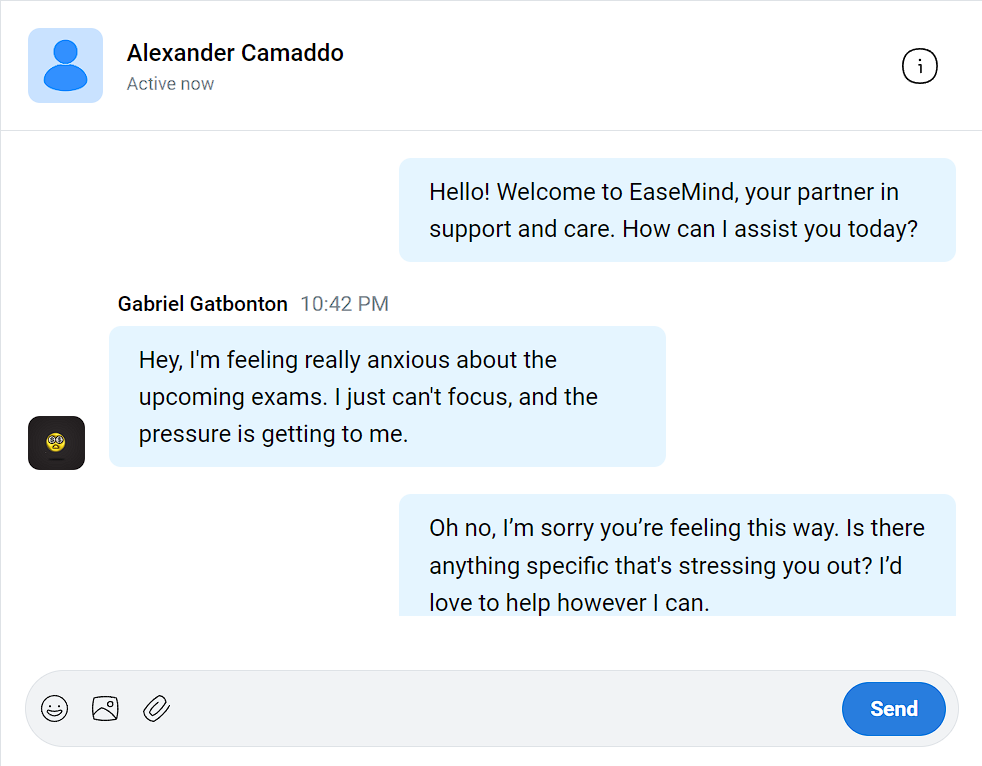 Alexander Camaddo
Active now
Hello! Welcome to EaseMind, your partner in
support and care. How can I assist you today?
Gabriel Gatbonton 10:42 PM
Hey, I'm feeling really anxious about the
upcoming exams. I just can't focus, and the
pressure is getting to me.
Oh no, I’m sorry you’re feeling this way. Is there
anything specific that's stressing you out? I’d
love to help however I can.
Send